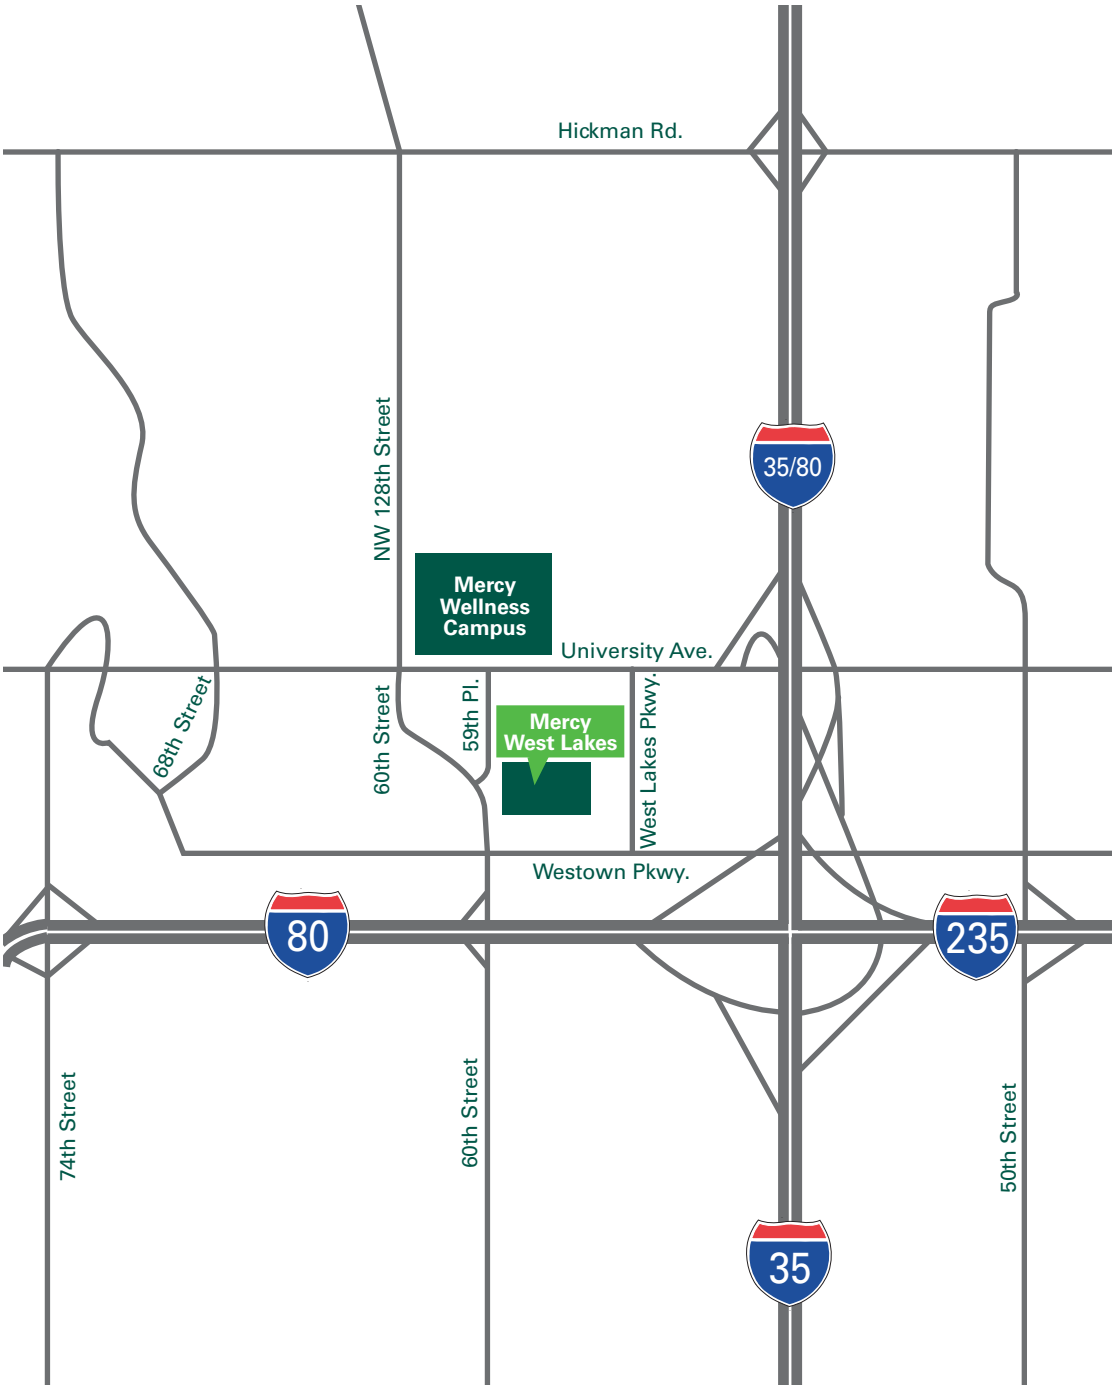 Hickman Rd.
NW 128th Street
35/80
Mercy
Wellness
Campus
University Ave.
68th Street
60th Street
59th Pl.
Mercy
West Lakes
West Lakes Pkwy.
Westown Pkwy.
80
235
74th Street
60th Street
50th Street
35